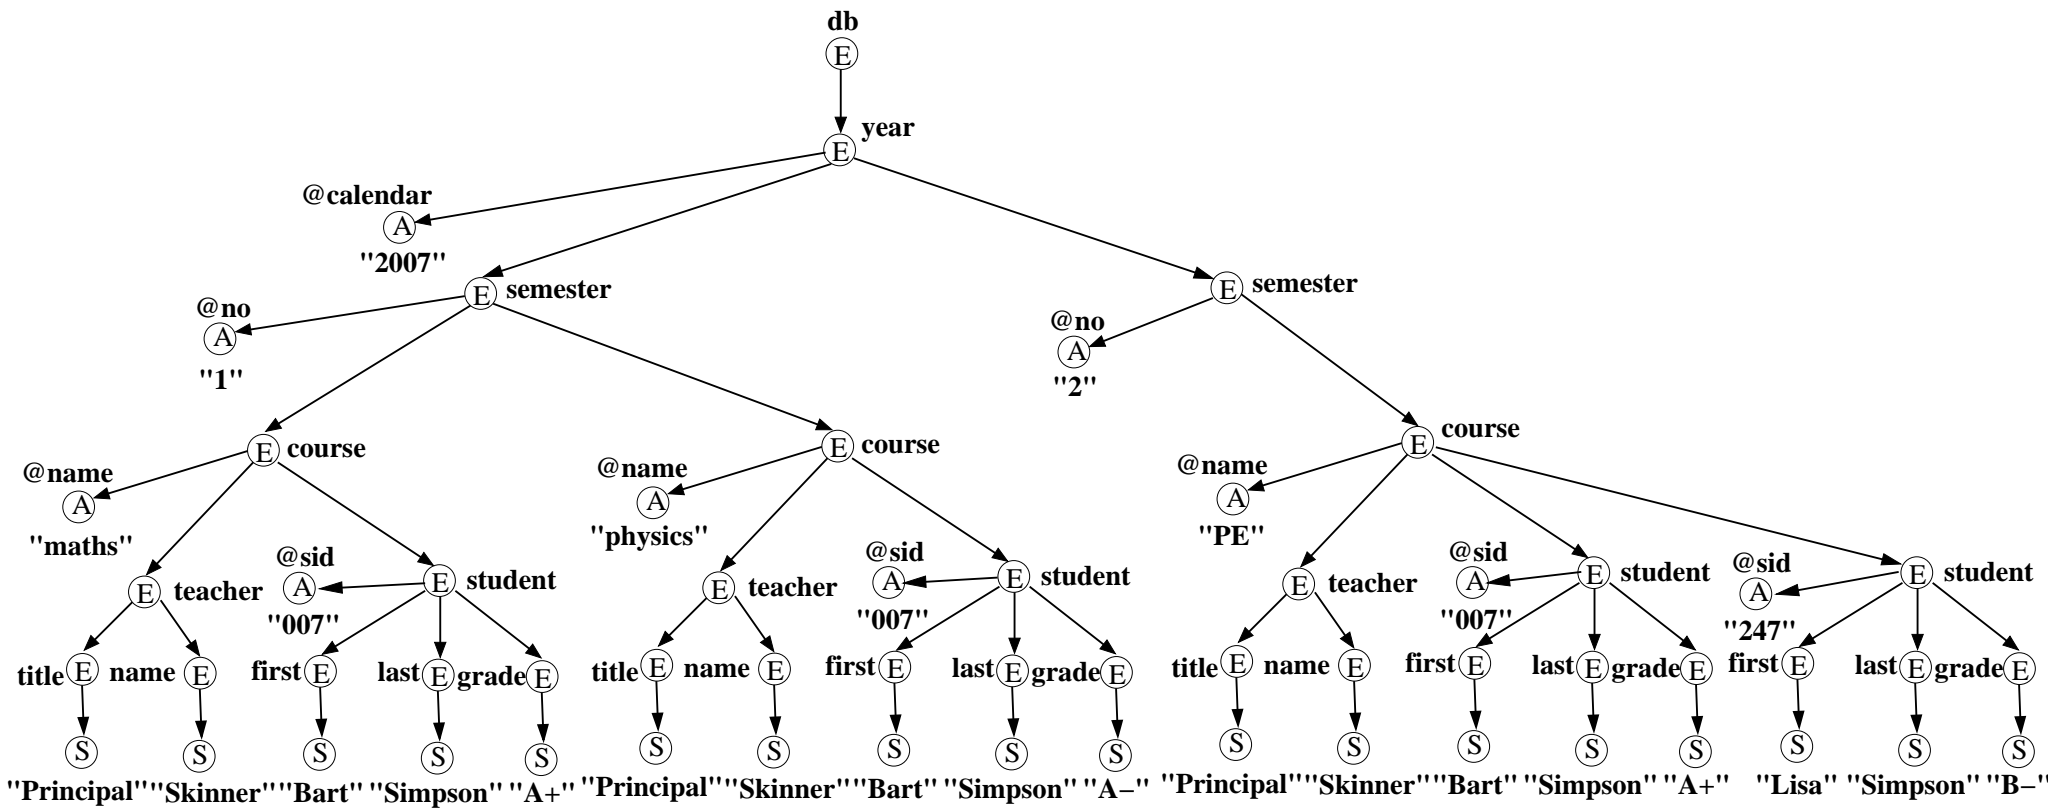 db
E
year
E
@calendar
A
"2007"
E semester
E semester
@no
A
"1"
@no
A
"2"
E course
E course
E course
@name
A
"maths"
@name
A
"physics"
@name
A
"PE"
E teacher
@sid
A
"007"
E student
E teacher
@sid
A
"007"
E student
E teacher
@sid
A
"007"
E student
@sid
A
"247"
E student
title E name E first E last E grade E title E name E first E last E grade E title E name E first E last E grade E first E last E grade E
S S S S S S S S S S S S S S S S S S
"Principal" "Skinner" "Bart" "Simpson" "A+" "Principal" "Skinner" "Bart" "Simpson" "A−" "Principal" "Skinner" "Bart" "Simpson" "A+" "Lisa" "Simpson" "B−"